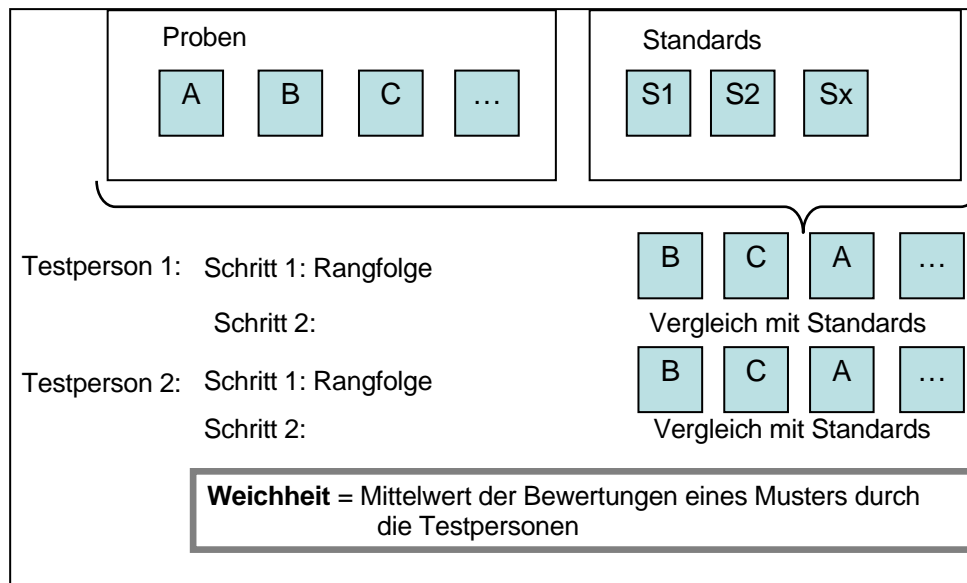 Proben
A B C …
Standards
S1 S2 Sx
Testperson 1: Schritt 1: Rangfolge
B C A …
Schritt 2: Vergleich mit Standards
Testperson 2: Schritt 1: Rangfolge
B C A …
Schritt 2: Vergleich mit Standards
Weichheit = Mittelwert der Bewertungen eines Musters durch
die Testpersonen